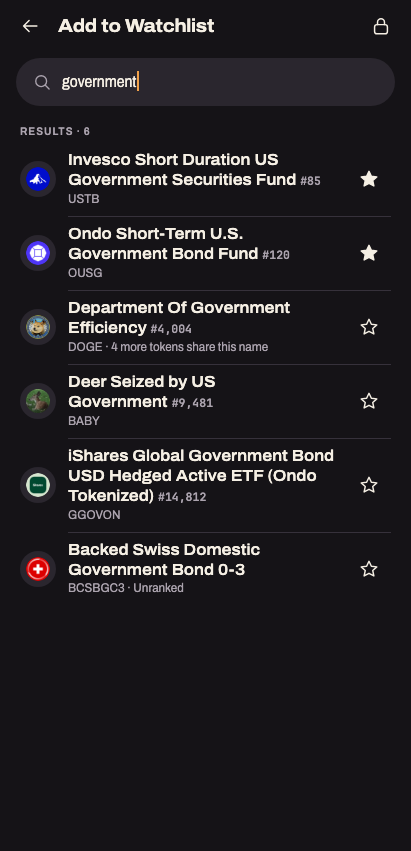 Add to Watchlist
government
RESULTS · 6
Invesco Short Duration US
Government Securities Fund #85
USTB
Ondo Short-Term U.S.
Government Bond Fund #120
OUSG
Department Of Government
Efficiency #4,004
DOGE · 4 more tokens share this name
Deer Seized by US
Government #9,481
BABY
iShares Global Government Bond
USD Hedged Active ETF (Ondo
Tokenized) #14,812
GGOVON
Backed Swiss Domestic
Government Bond 0-3
BCSBGC3 · Unranked